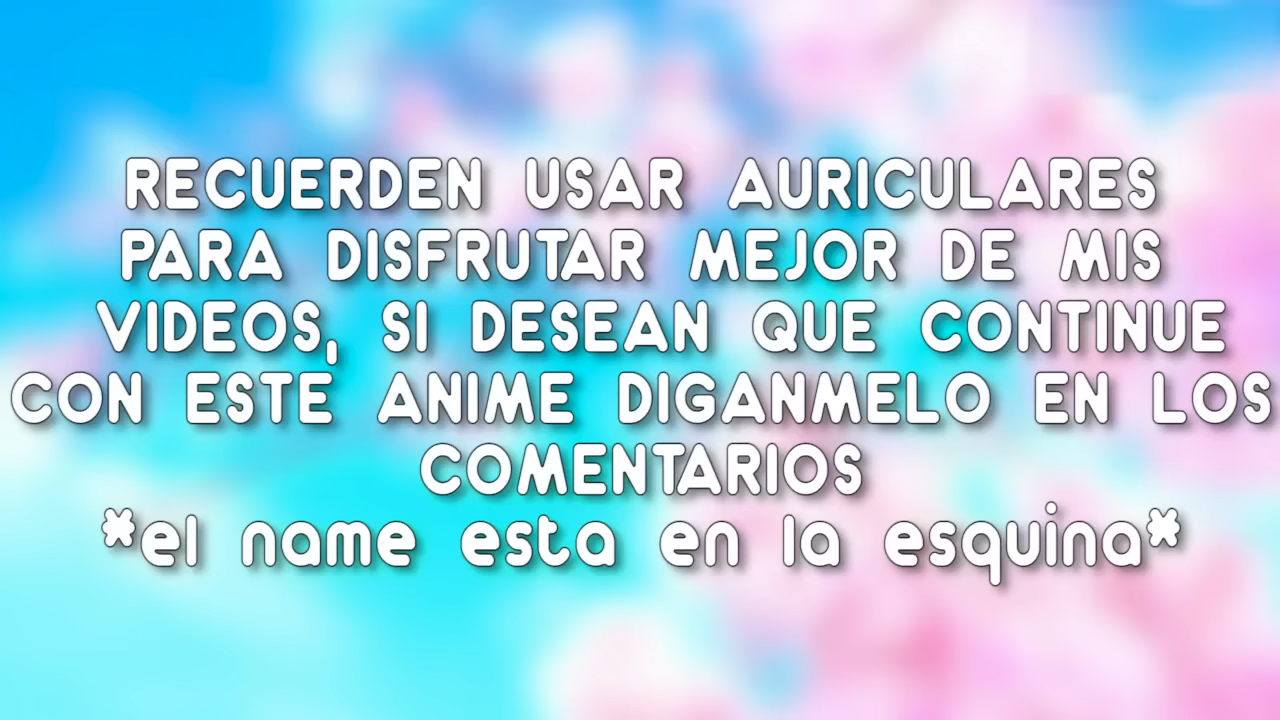 RECUERDEN USAR AURICULARES
PARA DISFRUTAR MEJOR DE MIS
VIDEOS, SI DESEAN QUE CONTINUE
CON ESTE ANIME DIGANMELO EN LOS
COMENTARIOS
*el name esta en la esquina*